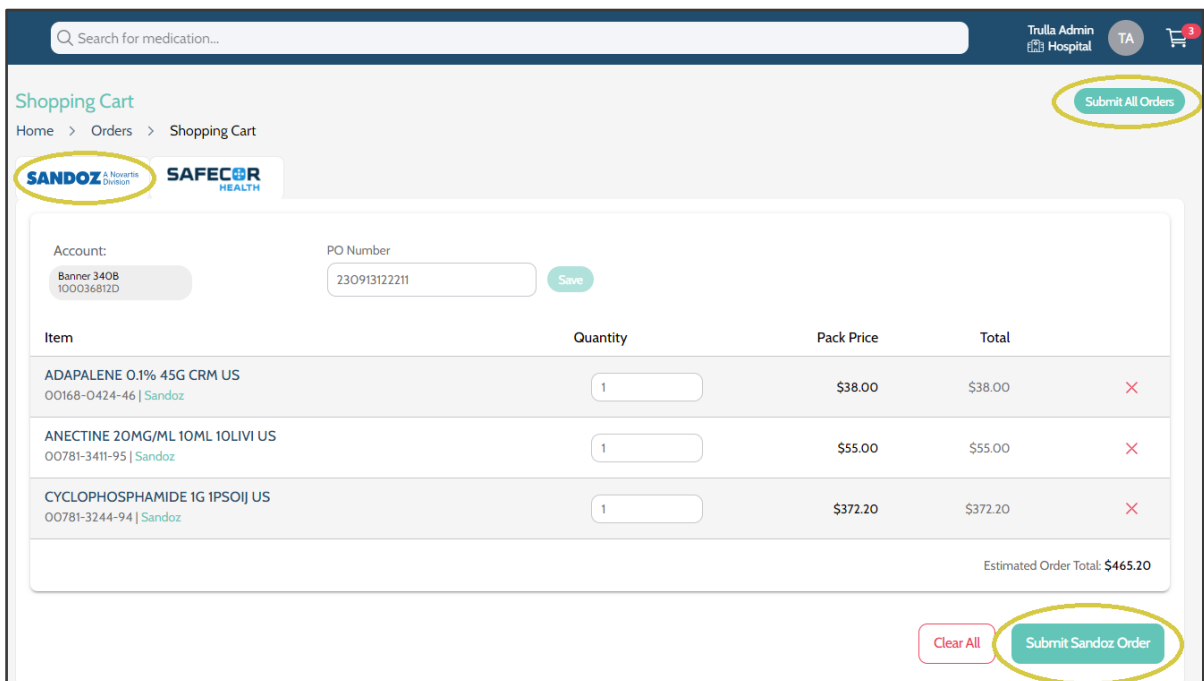 Search for medication...
Trulla Admin
Hospital
TA
3
Shopping Cart
Submit All Orders
Home > Orders > Shopping Cart
SANDOZ A Novartis Division
SAFECOR HEALTH
Account:
PO Number
Banner 340B
100036812D
230913122211
Save
Item Quantity Pack Price Total
ADAPALENE 0.1% 45G CRM US
00168-0424-46 | Sandoz
1 $38.00 $38.00
ANECTINE 20MG/ML 10ML 10LIVI US
00781-3411-95 | Sandoz
1 $55.00 $55.00
CYCLOPHOSPHAMIDE 1G 1PSOIJ US
00781-3244-94 | Sandoz
1 $372.20 $372.20
Estimated Order Total: $465.20
Clear All
Submit Sandoz Order